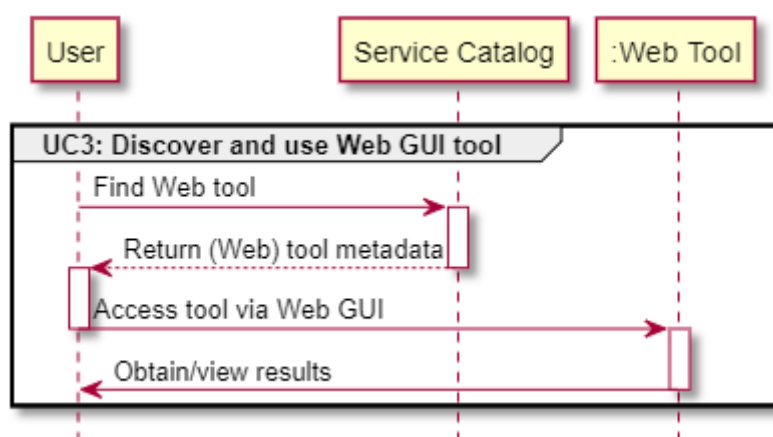 User
Service Catalog
:Web Tool
UC3: Discover and use Web GUI tool
Find Web tool
Return (Web) tool metadata
Access tool via Web GUI
Obtain/view results